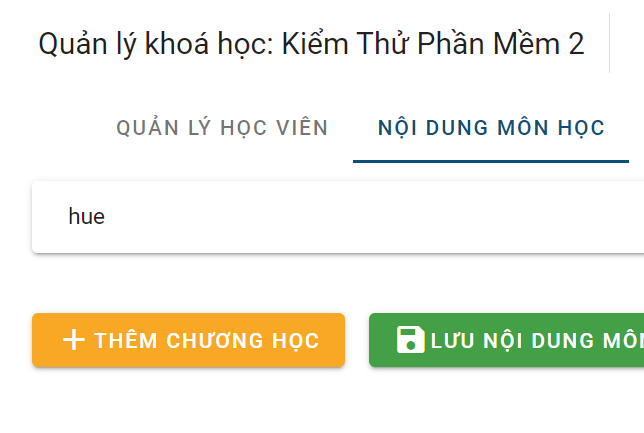 Quản lý khoá học: Kiểm Thử Phần Mềm 2
QUẢN LÝ HỌC VIÊN
NỘI DUNG MÔN HỌC
hue
THÊM CHƯƠNG HỌC
LƯU NỘI DUNG MÔN